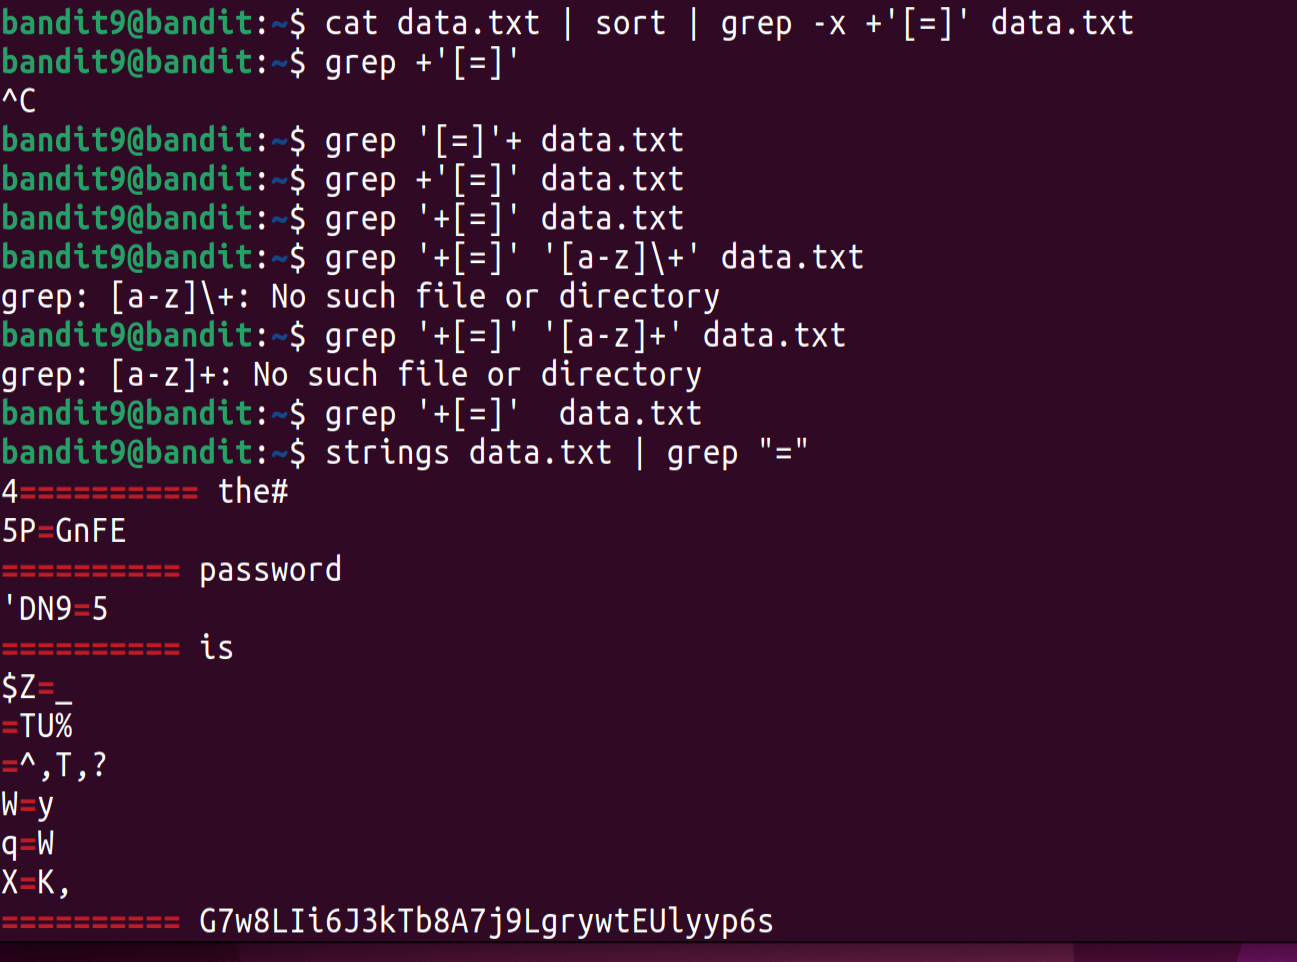 bandit9@bandit:~$ cat data.txt | sort | grep -x +'[=]' data.txt
bandit9@bandit:~$ grep +'[=]'
^C
bandit9@bandit:~$ grep '[=]'+ data.txt
bandit9@bandit:~$ grep +'[=]' data.txt
bandit9@bandit:~$ grep '+[=]' data.txt
bandit9@bandit:~$ grep '+[=]' '[a-z]\+' data.txt
grep: [a-z]\+: No such file or directory
bandit9@bandit:~$ grep '+[=]' '[a-z]+' data.txt
grep: [a-z]+: No such file or directory
bandit9@bandit:~$ grep '+[=]'  data.txt
bandit9@bandit:~$ strings data.txt | grep "="
4========== the#
5P=GnFE
========== password
'DN9=5
========== is
$Z=_
=TU%
=^,T,?
W=y
q=W
X=K,
========== G7w8LIi6J3kTb8A7j9LgrywtEUlyyp6s